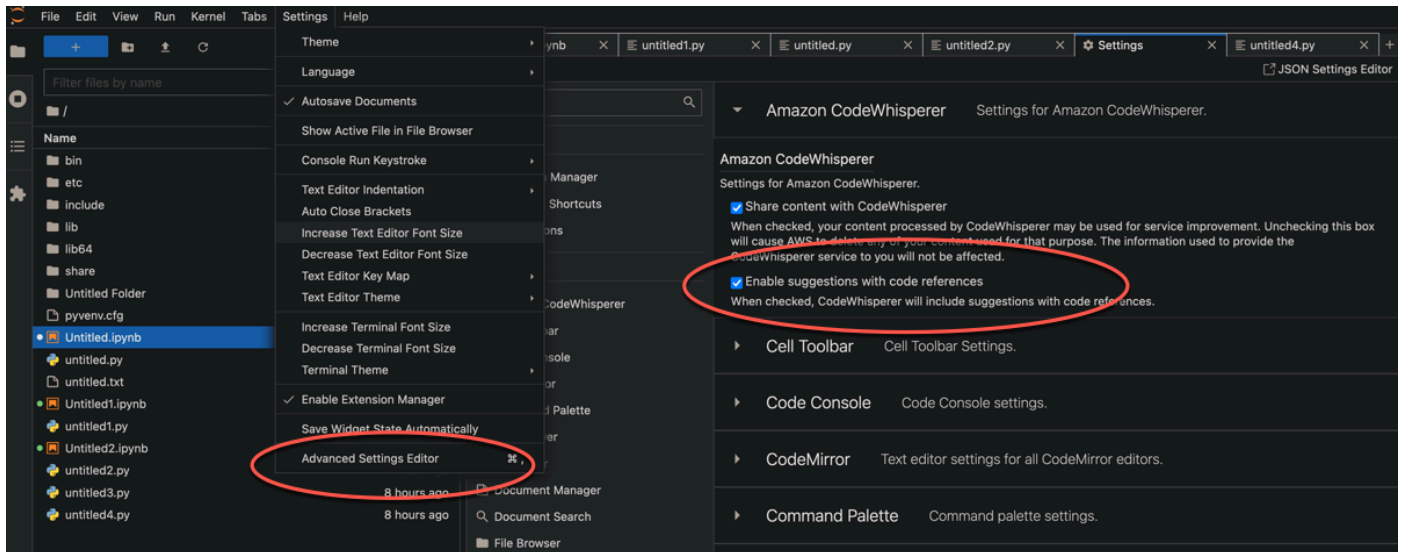 File Edit View Run Kernel Tabs Settings Help
+
Filter files by name
/
Name
bin
etc
include
lib
lib64
share
Untitled Folder
pyvenv.cfg
Untitled.ipynb
untitled.py
untitled.txt
Untitled1.ipynb
untitled1.py
Untitled2.ipynb
untitled2.py
untitled3.py 8 hours ago
untitled4.py 8 hours ago
Theme
Language
✓ Autosave Documents
Show Active File in File Browser
Console Run Keystroke
Text Editor Indentation
Auto Close Brackets
Increase Text Editor Font Size
Decrease Text Editor Font Size
Text Editor Key Map
Text Editor Theme
Increase Terminal Font Size
Decrease Terminal Font Size
Terminal Theme
✓ Enable Extension Manager
Save Widget State Automatically
Advanced Settings Editor ⌘ ,
ynb untitled1.py untitled.py untitled2.py Settings untitled4.py +
JSON Settings Editor
Manager
Shortcuts
ons
CodeWhisperer
ar
nsole
or
d Palette
er
r
Document Manager
Document Search
File Browser
Amazon CodeWhisperer Settings for Amazon CodeWhisperer.
Amazon CodeWhisperer
Settings for Amazon CodeWhisperer.
Share content with CodeWhisperer
When checked, your content processed by CodeWhisperer may be used for service improvement. Unchecking this box
will cause AWS to delete any of your content used for that purpose. The information used to provide the
CodeWhisperer service to you will not be affected.
Enable suggestions with code references
When checked, CodeWhisperer will include suggestions with code references.
Cell Toolbar Cell Toolbar Settings.
Code Console Code Console settings.
CodeMirror Text editor settings for all CodeMirror editors.
Command Palette Command palette settings.